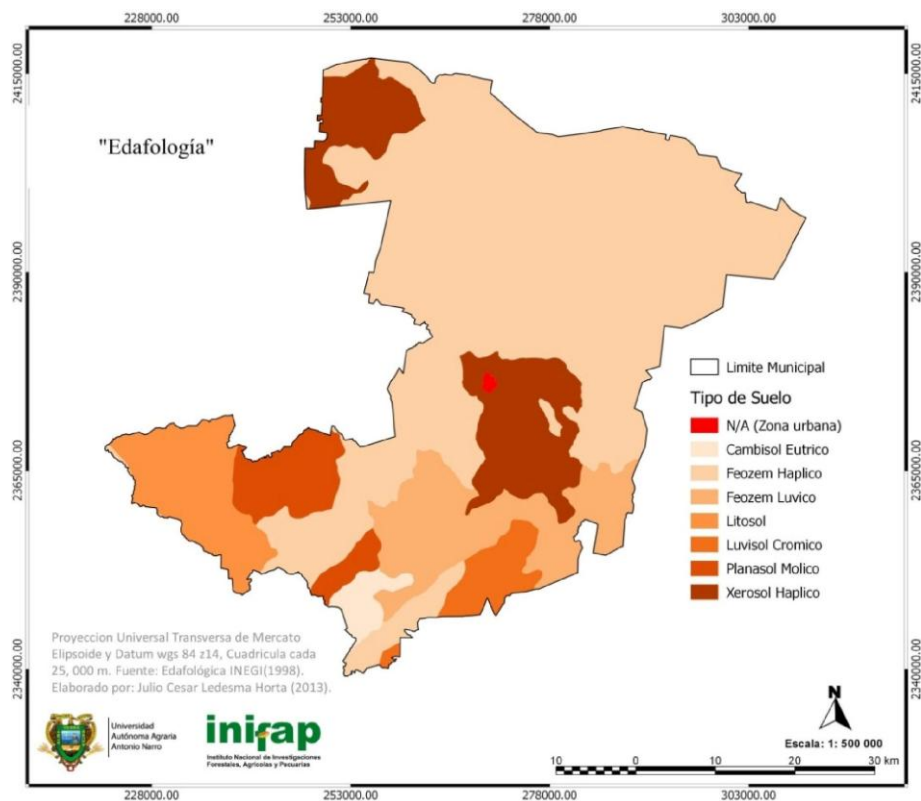 228000.00 253000.00 278000.00 303000.00
2415000.00
2390000.00
2365000.00
2340000.00
2415000.00
2390000.00
2365000.00
2340000.00
"Edafología"
Limite Municipal
Tipo de Suelo
N/A (Zona urbana)
Cambisol Eutrico
Feozem Haplico
Feozem Luvico
Litosol
Luvisol Cromico
Planasol Molico
Xerosol Haplico
Proyeccion Universal Transversa de Mercato
Elipsoide y Datum wgs 84 z14, Cuadricula cada
25, 000 m. Fuente: Edafológica INEGI(1998).
Elaborado por: Julio Cesar Ledesma Horta (2013).
Universidad
Autónoma Agraria
Antonio Narro
inifap
Instituto Nacional de Investigaciones
Forestales, Agrícolas y Pecuarias
N
Escala: 1: 500 000
10 0 10 20 30 km
228000.00 253000.00 278000.00 303000.00